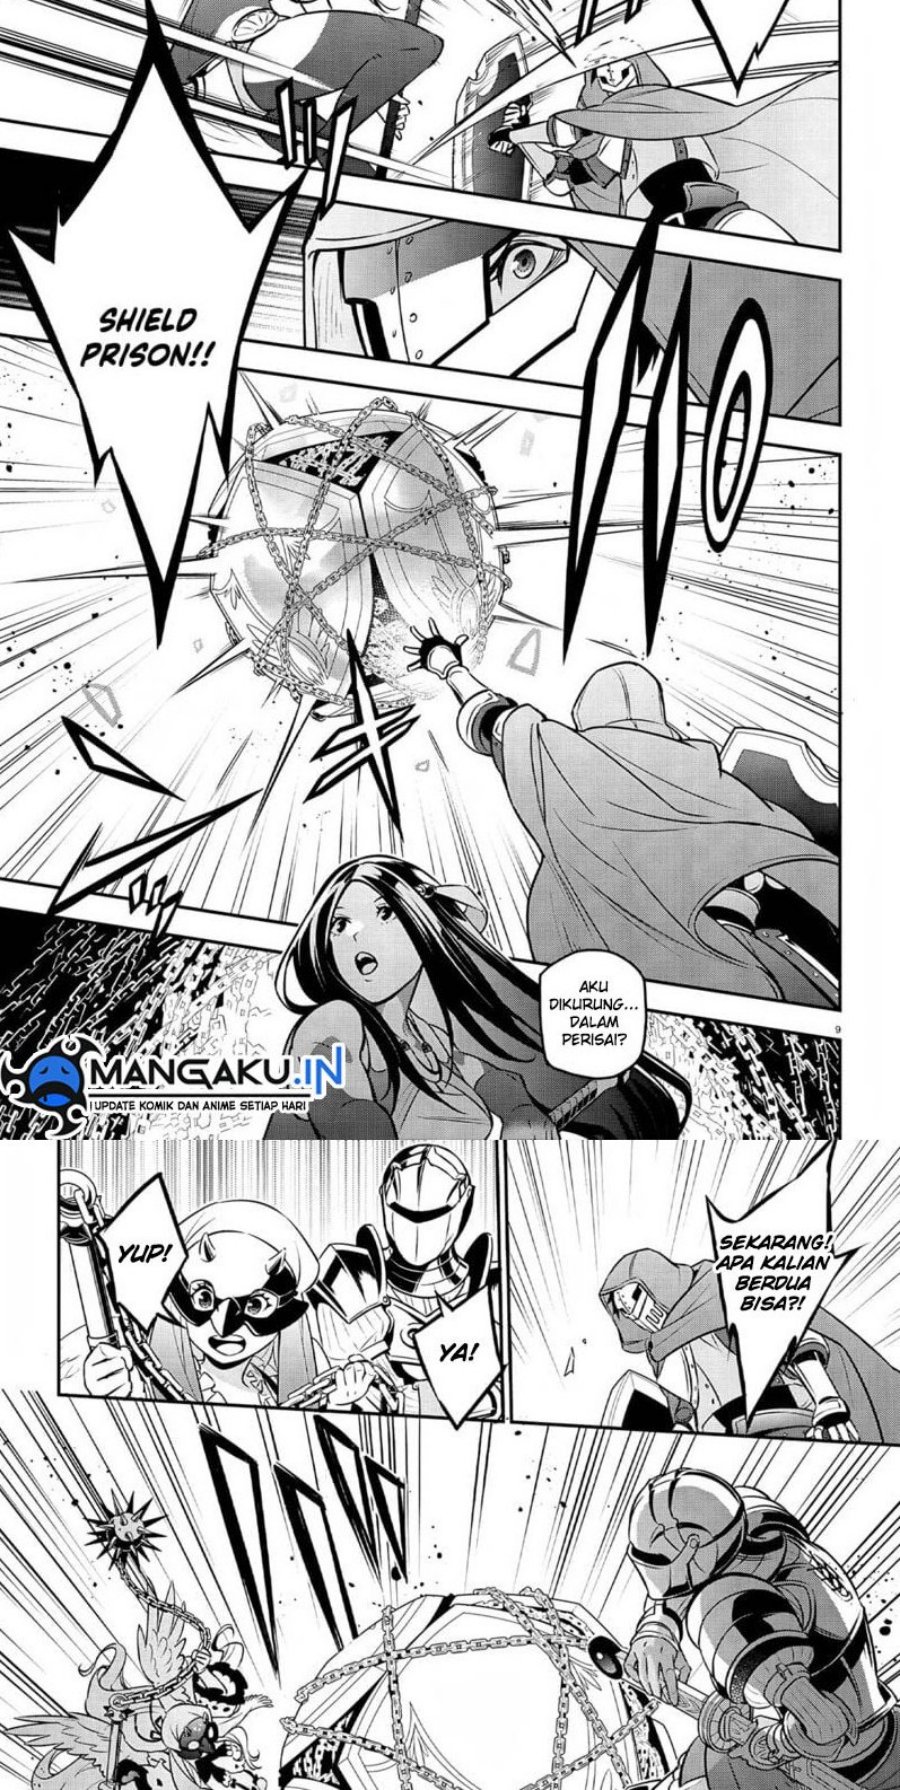 SHIELD
PRISON!!
AKU
DIKURUNG...
DALAM
PERISAI?
9
MANGAKU.IN
UPDATE KOMIK DAN ANIME SETIAP HARI
SEKARANG!
APA KALIAN
BERDUA
BISA?!
YUP!
YA!